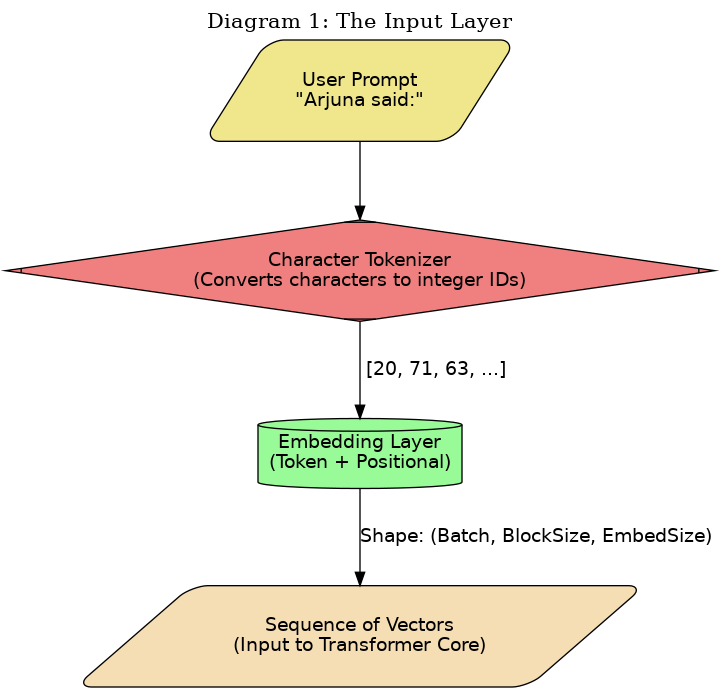 Diagram 1: The Input Layer
User Prompt
"Arjuna said:"
Character Tokenizer
(Converts characters to integer IDs)
[20, 71, 63, ...]
Embedding Layer
(Token + Positional)
Shape: (Batch, BlockSize, EmbedSize)
Sequence of Vectors
(Input to Transformer Core)